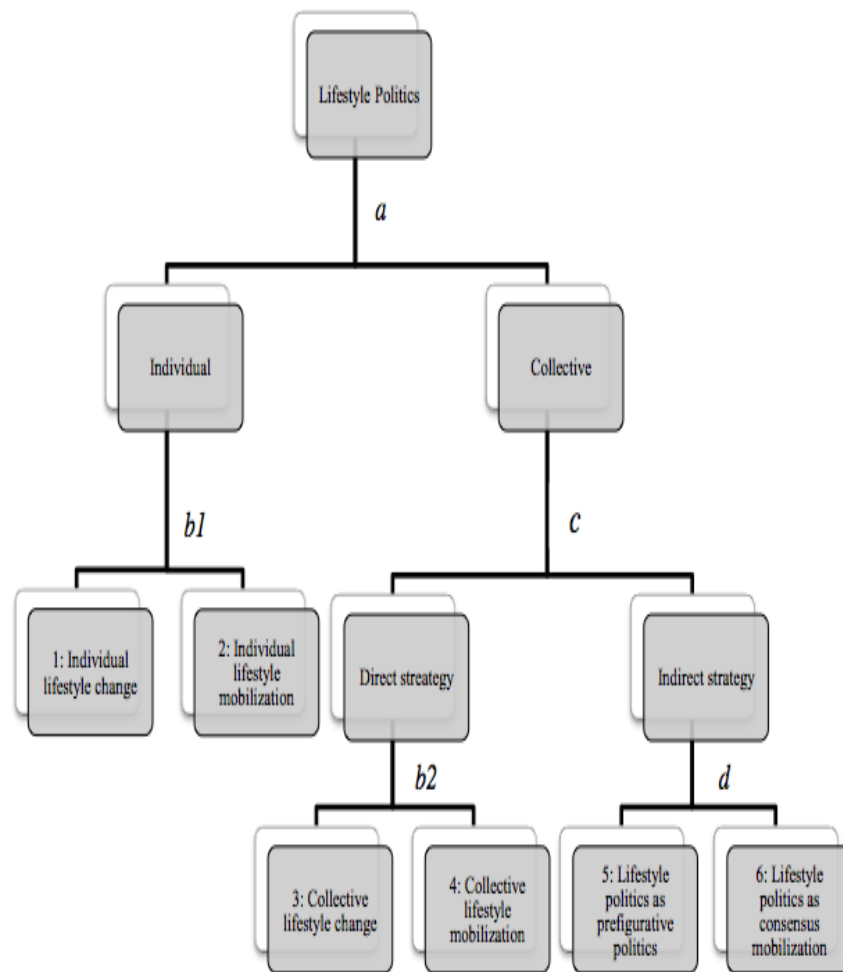 Lifestyle Politics
a
Individual
Collective
b1
c
1: Individual
lifestyle change
2: Individual
lifestyle
mobilization
Direct streategy
Indirect strategy
b2
d
3: Collective
lifestyle change
4: Collective
lifestyle
mobilization
5: Lifestyle
politics as
prefigurative
politics
6: Lifestyle
politics as
consensus
mobilization